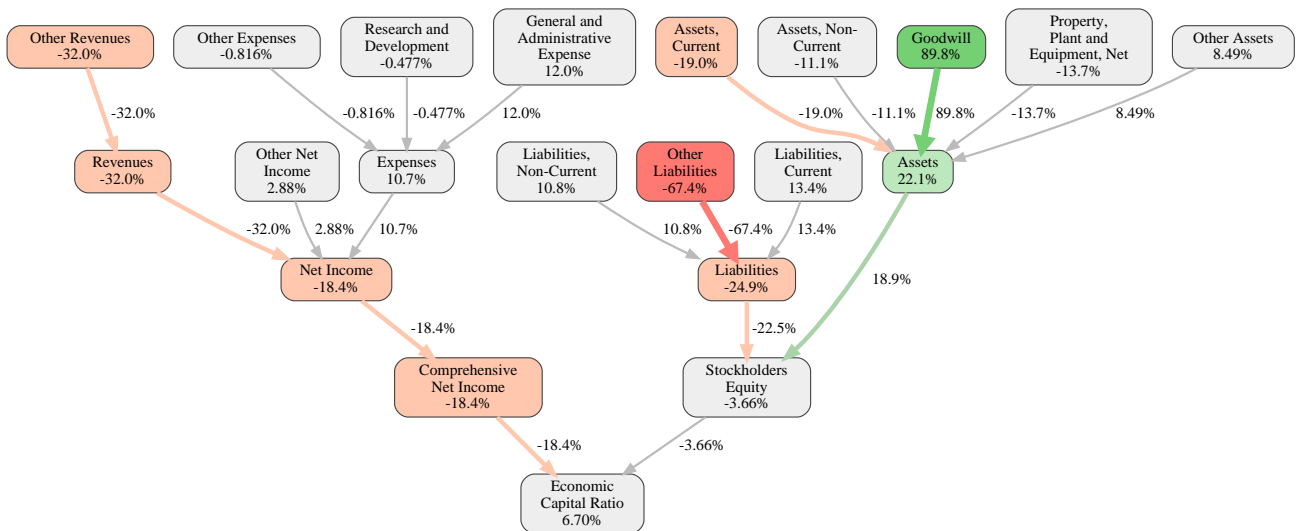 Other Revenues
-32.0%
Other Expenses
-0.816%
Research and
Development
-0.477%
General and
Administrative
Expense
12.0%
Assets,
Current
-19.0%
Assets, Non-
Current
-11.1%
Goodwill
89.8%
Property,
Plant and
Equipment, Net
-13.7%
Other Assets
8.49%
-32.0%
-0.816%
-0.477%
12.0%
-19.0%
-11.1%
89.8%
-13.7%
8.49%
Revenues
-32.0%
Other Net
Income
2.88%
Expenses
10.7%
Liabilities,
Non-Current
10.8%
Other
Liabilities
-67.4%
Liabilities,
Current
13.4%
Assets
22.1%
-32.0%
2.88%
10.7%
10.8%
-67.4%
13.4%
18.9%
Net Income
-18.4%
Liabilities
-24.9%
-18.4%
-22.5%
Comprehensive
Net Income
-18.4%
Stockholders
Equity
-3.66%
-18.4%
-3.66%
Economic
Capital Ratio
6.70%